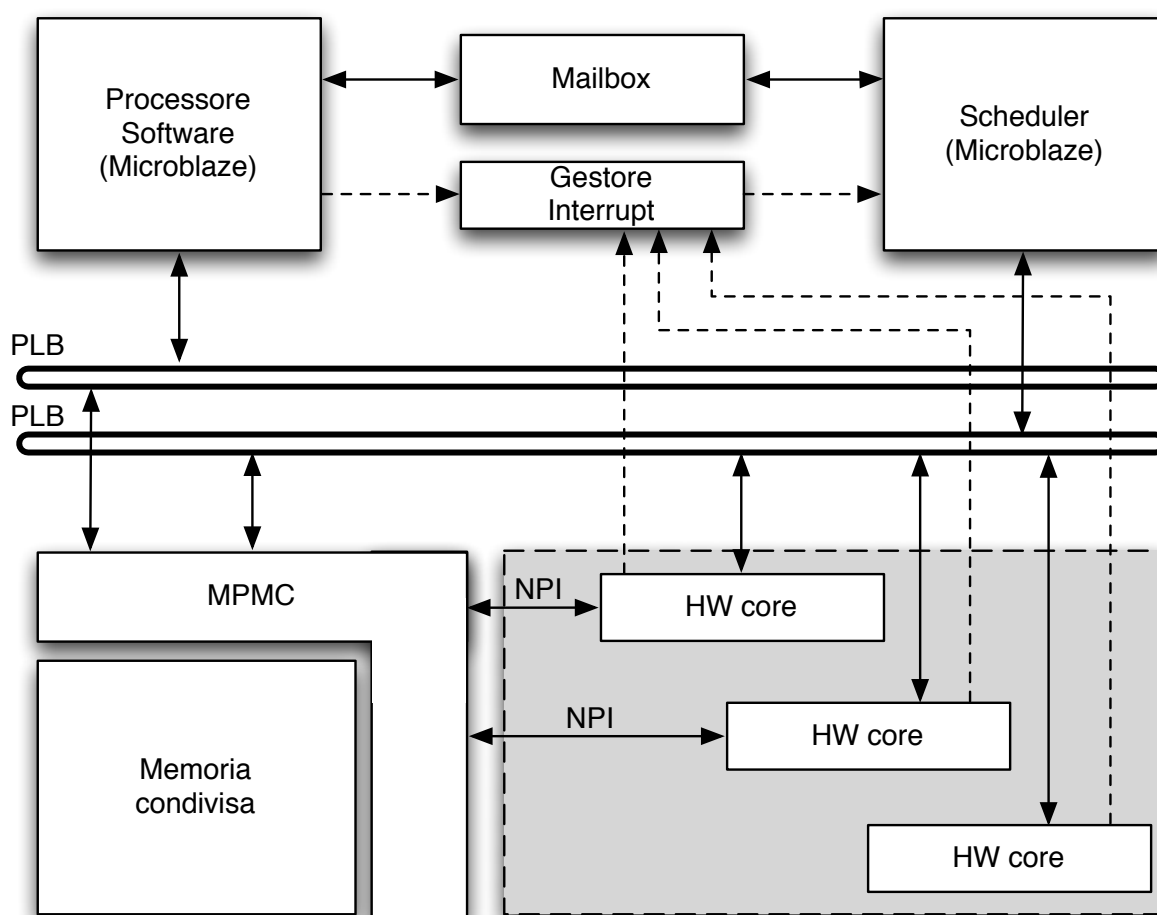 Processore
Software
(Microblaze)
Mailbox
Scheduler
(Microblaze)
Gestore
Interrupt
PLB
PLB
MPMC
NPI
HW core
NPI
HW core
Memoria
condivisa
HW core